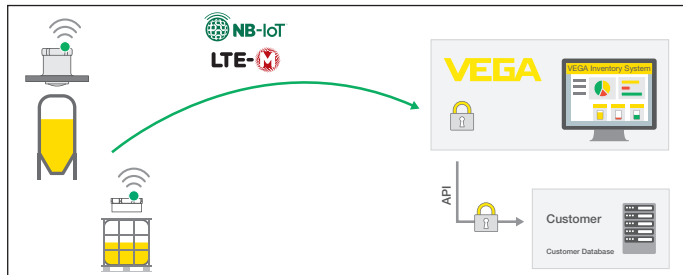 NB-IoT
LTE-M
VEGA
VEGA Inventory System
API
Customer
Customer Database